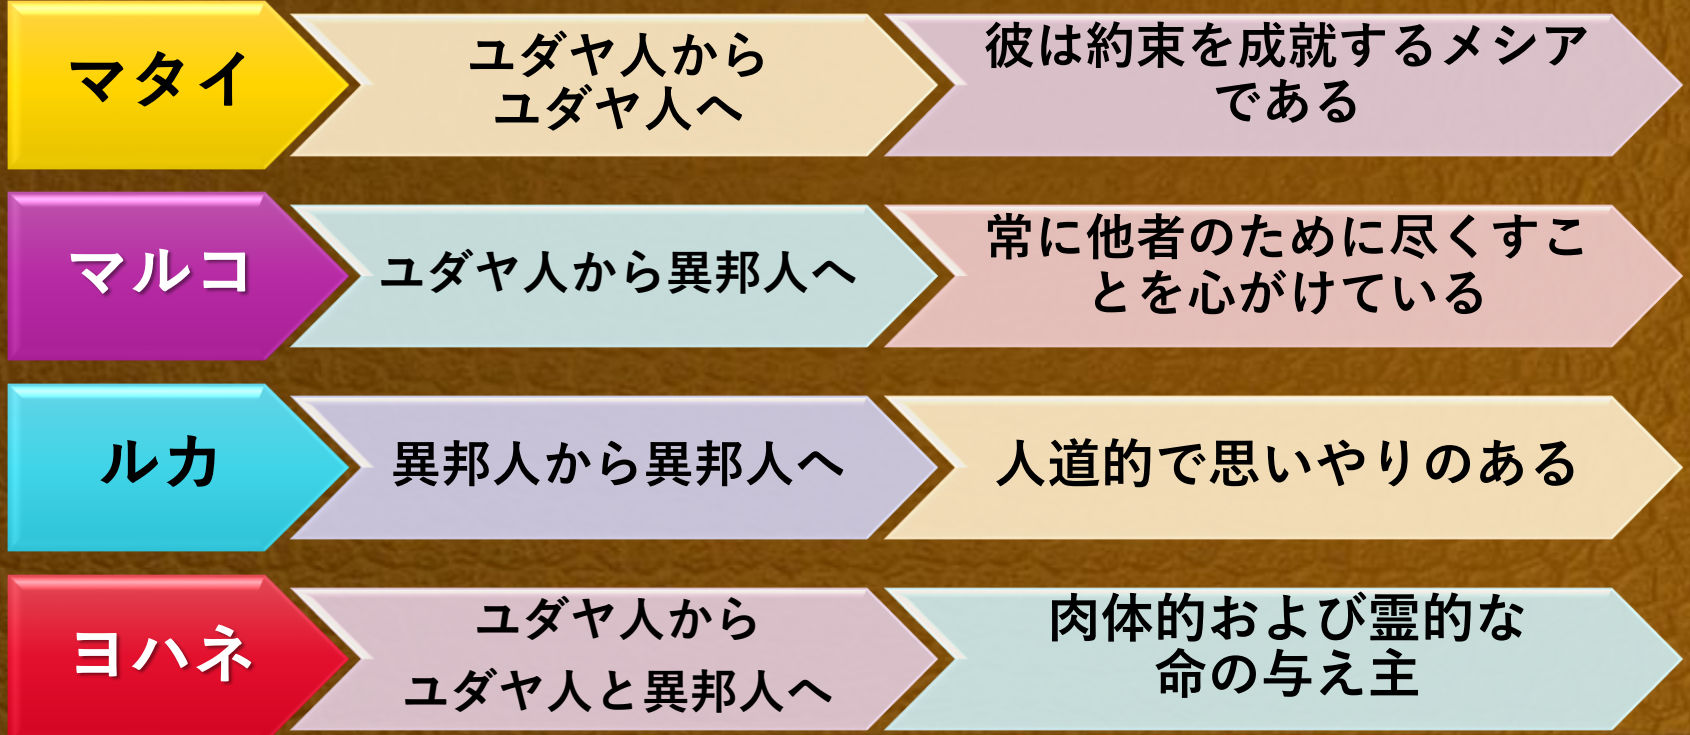 マタイ
ユダヤ人から
ユダヤ人へ
彼は約束を成就するメシア
である
マルコ
ユダヤ人から異邦人へ
常に他者のために尽くすこ
とを心がけている
ルカ
異邦人から異邦人へ
人道的で思いやりのある
ヨハネ
ユダヤ人から
ユダヤ人と異邦人へ
肉体的および霊的な
命の与え主